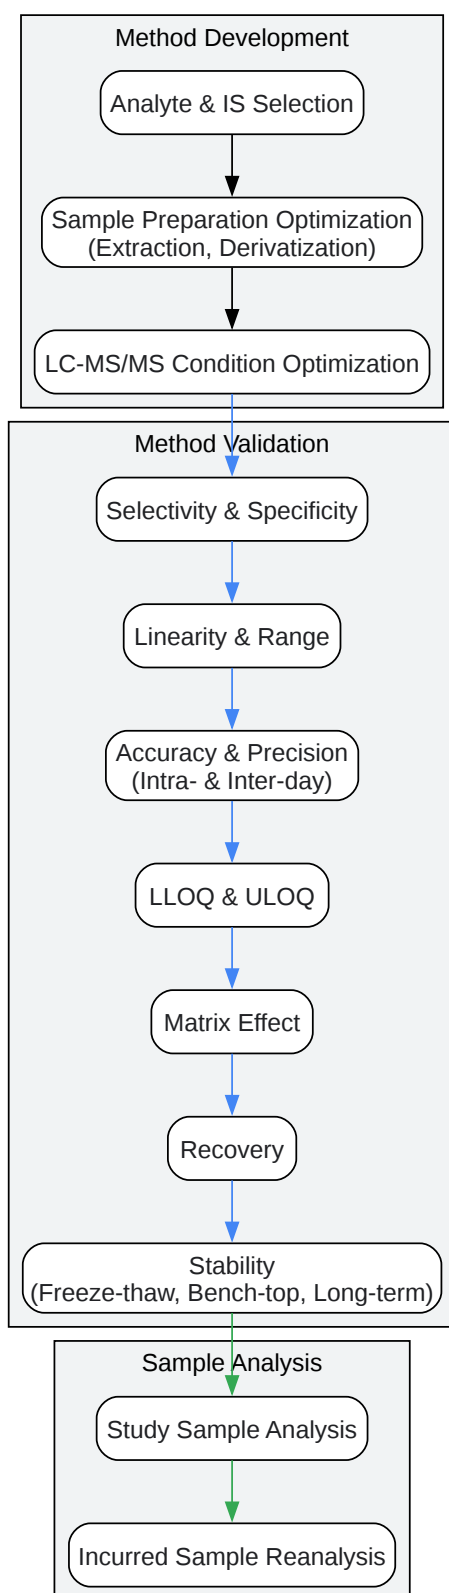 Method Development
Analyte & IS Selection
Sample Preparation Optimization
(Extraction, Derivatization)
LC-MS/MS Condition Optimization
Method Validation
Selectivity & Specificity
Linearity & Range
Accuracy & Precision
(Intra- & Inter-day)
LLOQ & ULOQ
Matrix Effect
Recovery
Stability
(Freeze-thaw, Bench-top, Long-term)
Sample Analysis
Study Sample Analysis
Incurred Sample Reanalysis